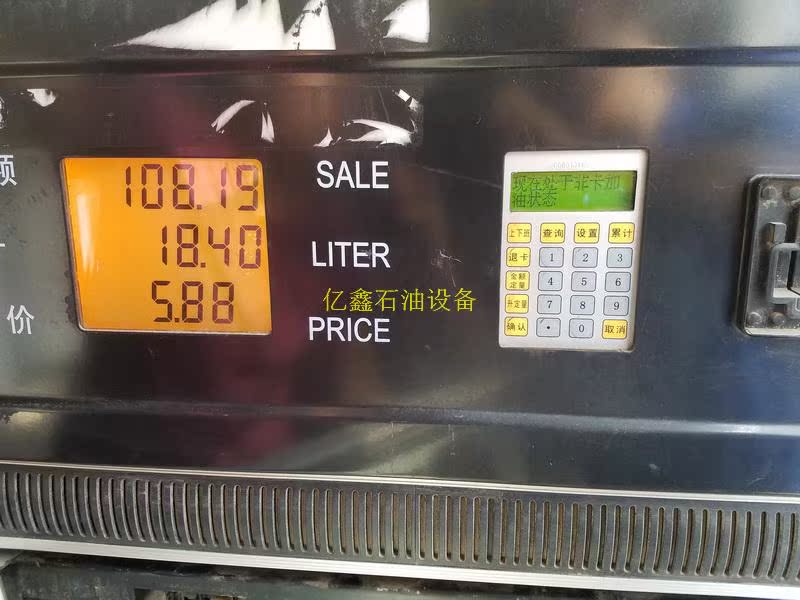 额
108.19
SALE
18.40
LITER
5.88
价
PRICE
亿鑫石油设备
现在处于非卡加
油状态
上下班 查询 设置 累计
退卡 1 2 3
金额定量 4 5 6
升定量 7 8 9
确认 • 0 取消